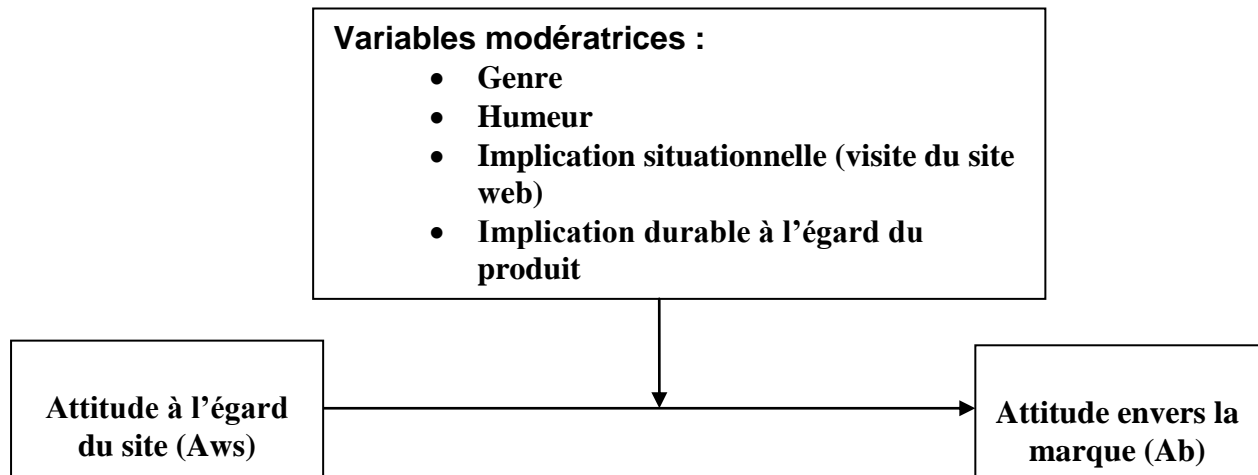 Variables modératrices :
• Genre
• Humeur
• Implication situationnelle (visite du site
web)
• Implication durable à l’égard du
produit
Attitude à l’égard
du site (Aws)
Attitude envers la
marque (Ab)